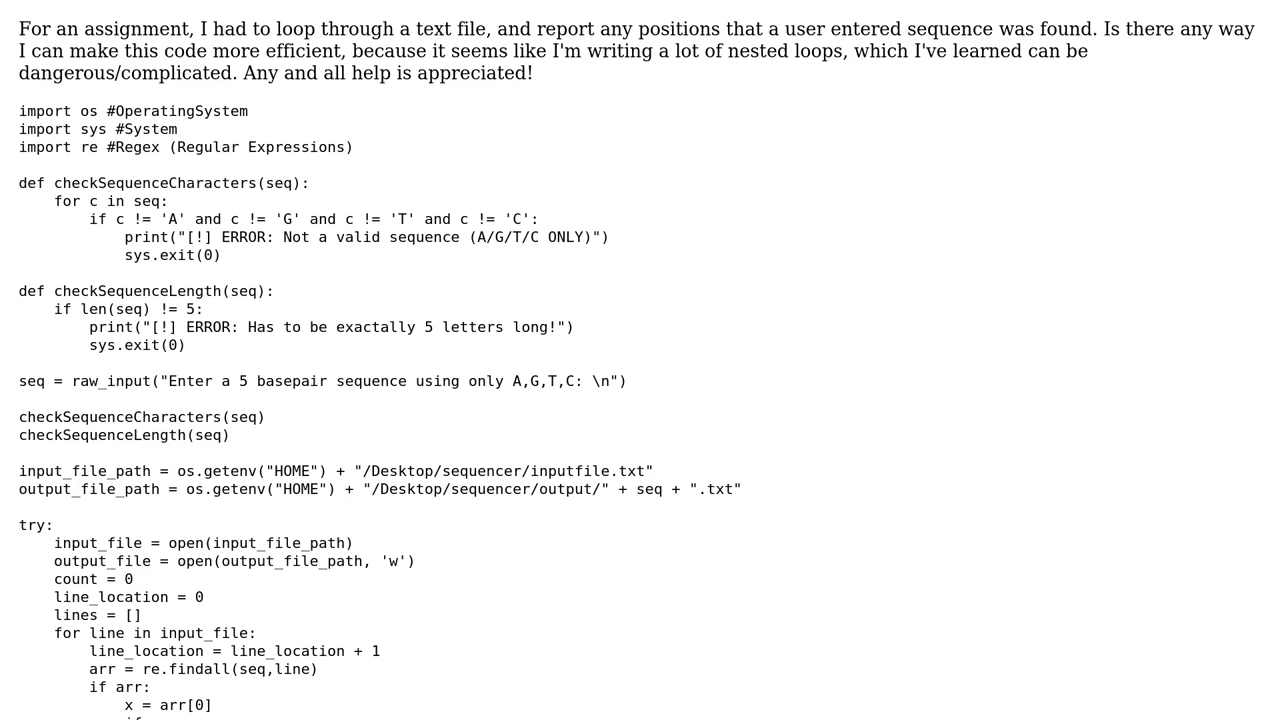 For an assignment, I had to loop through a text file, and report any positions that a user entered sequence was found. Is there any way
I can make this code more efficient, because it seems like I'm writing a lot of nested loops, which I've learned can be
dangerous/complicated. Any and all help is appreciated!
import os #OperatingSystem
import sys #System
import re #Regex (Regular Expressions)
def checkSequenceCharacters(seq):
    for c in seq:
        if c != 'A' and c != 'G' and c != 'T' and c != 'C':
            print("[!] ERROR: Not a valid sequence (A/G/T/C ONLY)")
            sys.exit(0)
def checkSequenceLength(seq):
    if len(seq) != 5:
        print("[!] ERROR: Has to be exactally 5 letters long!")
        sys.exit(0)
seq = raw_input("Enter a 5 basepair sequence using only A,G,T,C: \n")
checkSequenceCharacters(seq)
checkSequenceLength(seq)
input_file_path = os.getenv("HOME") + "/Desktop/sequencer/inputfile.txt"
output_file_path = os.getenv("HOME") + "/Desktop/sequencer/output/" + seq + ".txt"
try:
    input_file = open(input_file_path)
    output_file = open(output_file_path, 'w')
    count = 0
    line_location = 0
    lines = []
    for line in input_file:
        line_location = line_location + 1
        arr = re.findall(seq,line)
        if arr:
            x = arr[0]